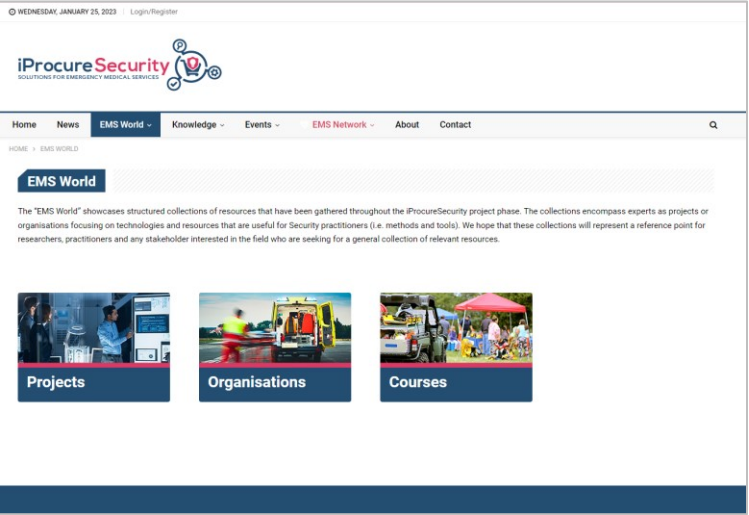 WEDNESDAY, JANUARY 25, 2023 Login/Register
iProcureSecurity
SOLUTIONS FOR EMERGENCY MEDICAL SERVICES
Home News EMS World Knowledge Events EMS Network About Contact
HOME > EMS WORLD
EMS World
The "EMS World" showcases structured collections of resources that have been gathered throughout the iProcureSecurity project phase. The collections encompass experts as projects or
organisations focusing on technologies and resources that are useful for Security practitioners (i.e. methods and tools). We hope that these collections will represent a reference point for
researchers, practitioners and any stakeholder interested in the field who are seeking for a general collection of relevant resources.
Projects Organisations Courses